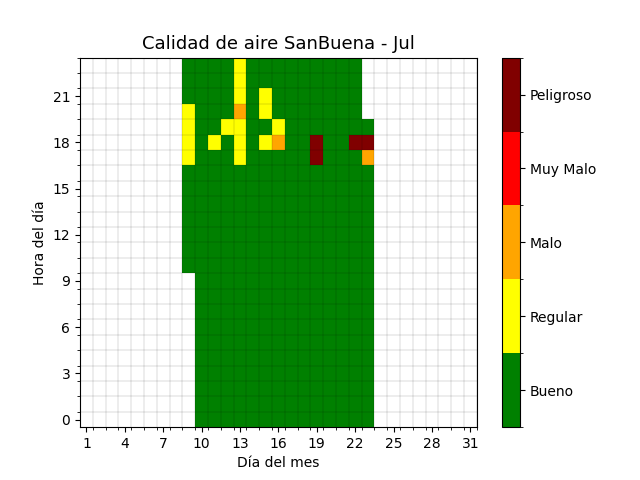 Calidad de aire SanBuena - Jul
Hora del día
21
18
15
12
9
6
3
0
1 4 7 10 13 16 19 22 25 28 31
Día del mes
Peligroso
Muy Malo
Malo
Regular
Bueno